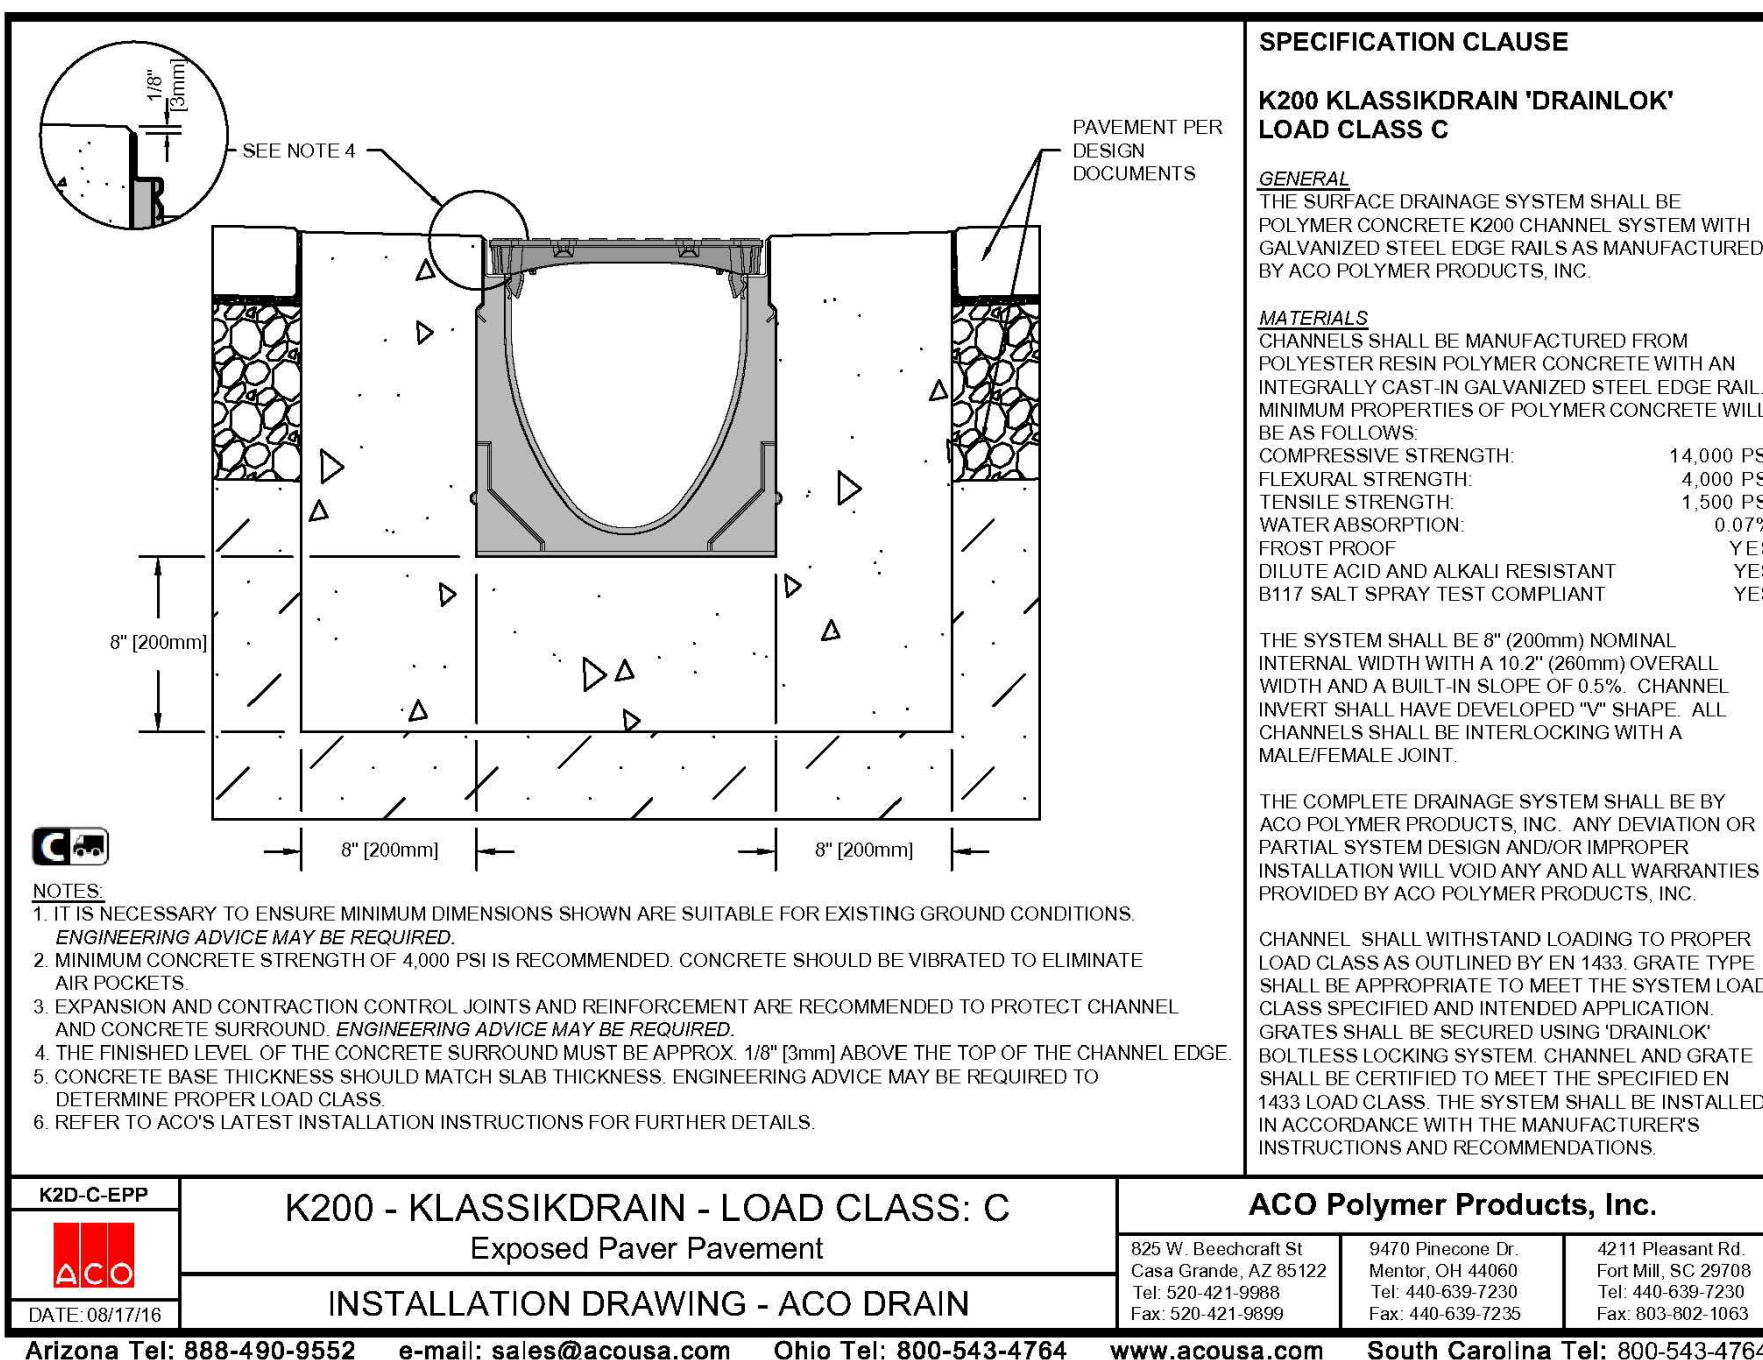 1/8"
[3mm]
SEE NOTE 4
PAVEMENT PER
DESIGN
DOCUMENTS
8" [200mm]
8" [200mm]
8" [200mm]
C
NOTES:
1. IT IS NECESSARY TO ENSURE MINIMUM DIMENSIONS SHOWN ARE SUITABLE FOR EXISTING GROUND CONDITIONS.
ENGINEERING ADVICE MAY BE REQUIRED.
2. MINIMUM CONCRETE STRENGTH OF 4,000 PSI IS RECOMMENDED. CONCRETE SHOULD BE VIBRATED TO ELIMINATE
AIR POCKETS.
3. EXPANSION AND CONTRACTION CONTROL JOINTS AND REINFORCEMENT ARE RECOMMENDED TO PROTECT CHANNEL
AND CONCRETE SURROUND. ENGINEERING ADVICE MAY BE REQUIRED.
4. THE FINISHED LEVEL OF THE CONCRETE SURROUND MUST BE APPROX. 1/8" [3mm] ABOVE THE TOP OF THE CHANNEL EDGE.
5. CONCRETE BASE THICKNESS SHOULD MATCH SLAB THICKNESS. ENGINEERING ADVICE MAY BE REQUIRED TO
DETERMINE PROPER LOAD CLASS.
6. REFER TO ACO'S LATEST INSTALLATION INSTRUCTIONS FOR FURTHER DETAILS.
SPECIFICATION CLAUSE
K200 KLASSIKDRAIN 'DRAINLOK'
LOAD CLASS C
GENERAL
THE SURFACE DRAINAGE SYSTEM SHALL BE
POLYMER CONCRETE K200 CHANNEL SYSTEM WITH
GALVANIZED STEEL EDGE RAILS AS MANUFACTURED
BY ACO POLYMER PRODUCTS, INC.
MATERIALS
CHANNELS SHALL BE MANUFACTURED FROM
POLYESTER RESIN POLYMER CONCRETE WITH AN
INTEGRALLY CAST-IN GALVANIZED STEEL EDGE RAIL.
MINIMUM PROPERTIES OF POLYMER CONCRETE WILL
BE AS FOLLOWS:
COMPRESSIVE STRENGTH: 14,000 PS
FLEXURAL STRENGTH: 4,000 PS
TENSILE STRENGTH: 1,500 PS
WATER ABSORPTION: 0.07%
FROST PROOF YES
DILUTE ACID AND ALKALI RESISTANT YES
B117 SALT SPRAY TEST COMPLIANT YES
THE SYSTEM SHALL BE 8" (200mm) NOMINAL
INTERNAL WIDTH WITH A 10.2" (260mm) OVERALL
WIDTH AND A BUILT-IN SLOPE OF 0.5%. CHANNEL
INVERT SHALL HAVE DEVELOPED "V" SHAPE. ALL
CHANNELS SHALL BE INTERLOCKING WITH A
MALE/FEMALE JOINT.
THE COMPLETE DRAINAGE SYSTEM SHALL BE BY
ACO POLYMER PRODUCTS, INC. ANY DEVIATION OR
PARTIAL SYSTEM DESIGN AND/OR IMPROPER
INSTALLATION WILL VOID ANY AND ALL WARRANTIES
PROVIDED BY ACO POLYMER PRODUCTS, INC.
CHANNEL SHALL WITHSTAND LOADING TO PROPER
LOAD CLASS AS OUTLINED BY EN 1433. GRATE TYPE
SHALL BE APPROPRIATE TO MEET THE SYSTEM LOAD
CLASS SPECIFIED AND INTENDED APPLICATION.
GRATES SHALL BE SECURED USING 'DRAINLOK'
BOLTLESS LOCKING SYSTEM. CHANNEL AND GRATE
SHALL BE CERTIFIED TO MEET THE SPECIFIED EN
1433 LOAD CLASS. THE SYSTEM SHALL BE INSTALLED
IN ACCORDANCE WITH THE MANUFACTURER'S
INSTRUCTIONS AND RECOMMENDATIONS.
K2D-C-EPP
ACO
DATE: 08/17/16
K200 - KLASSIKDRAIN - LOAD CLASS: C
Exposed Paver Pavement
INSTALLATION DRAWING - ACO DRAIN
ACO Polymer Products, Inc.
825 W. Beechcraft St
Casa Grande, AZ 85122
Tel: 520-421-9988
Fax: 520-421-9899
9470 Pinecone Dr.
Mentor, OH 44060
Tel: 440-639-7230
Fax: 440-639-7235
4211 Pleasant Rd.
Fort Mill, SC 29708
Tel: 440-639-7230
Fax: 803-802-1063
Arizona Tel: 888-490-9552 e-mail: sales@acousa.com Ohio Tel: 800-543-4764 www.acousa.com South Carolina Tel: 800-543-4764